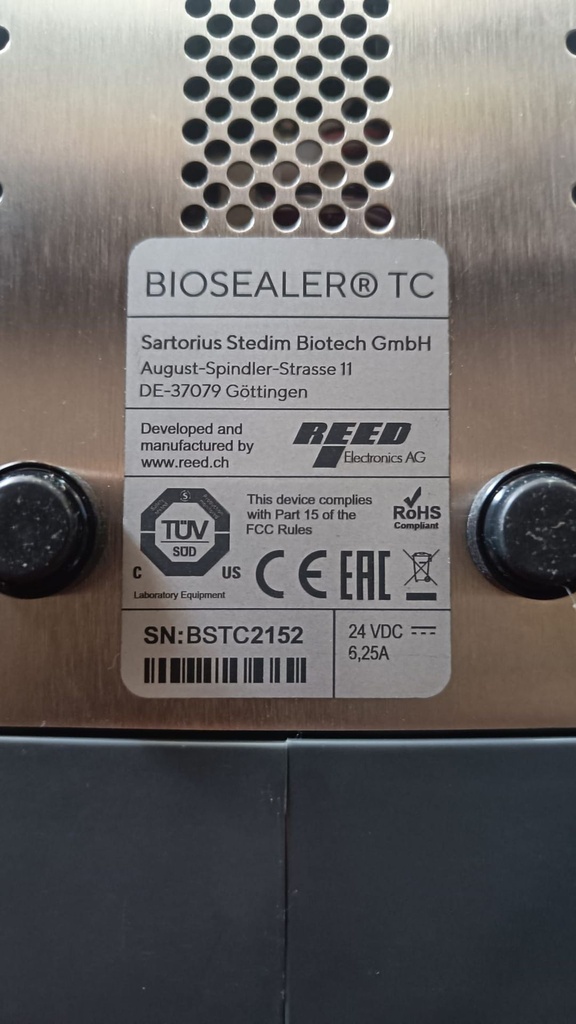 BIOSEALER® TC
Sartorius Stedim Biotech GmbH
August-Spindler-Strasse 11
DE-37079 Göttingen
Developed and
manufactured by
www.reed.ch
REED
Electronics AG
TÜV
SÜD
C US
Laboratory Equipment
This device complies
with Part 15 of the
FCC Rules
RoHS
Compliant
CE EAC
SN:BSTC2152
24 VDC
6,25A